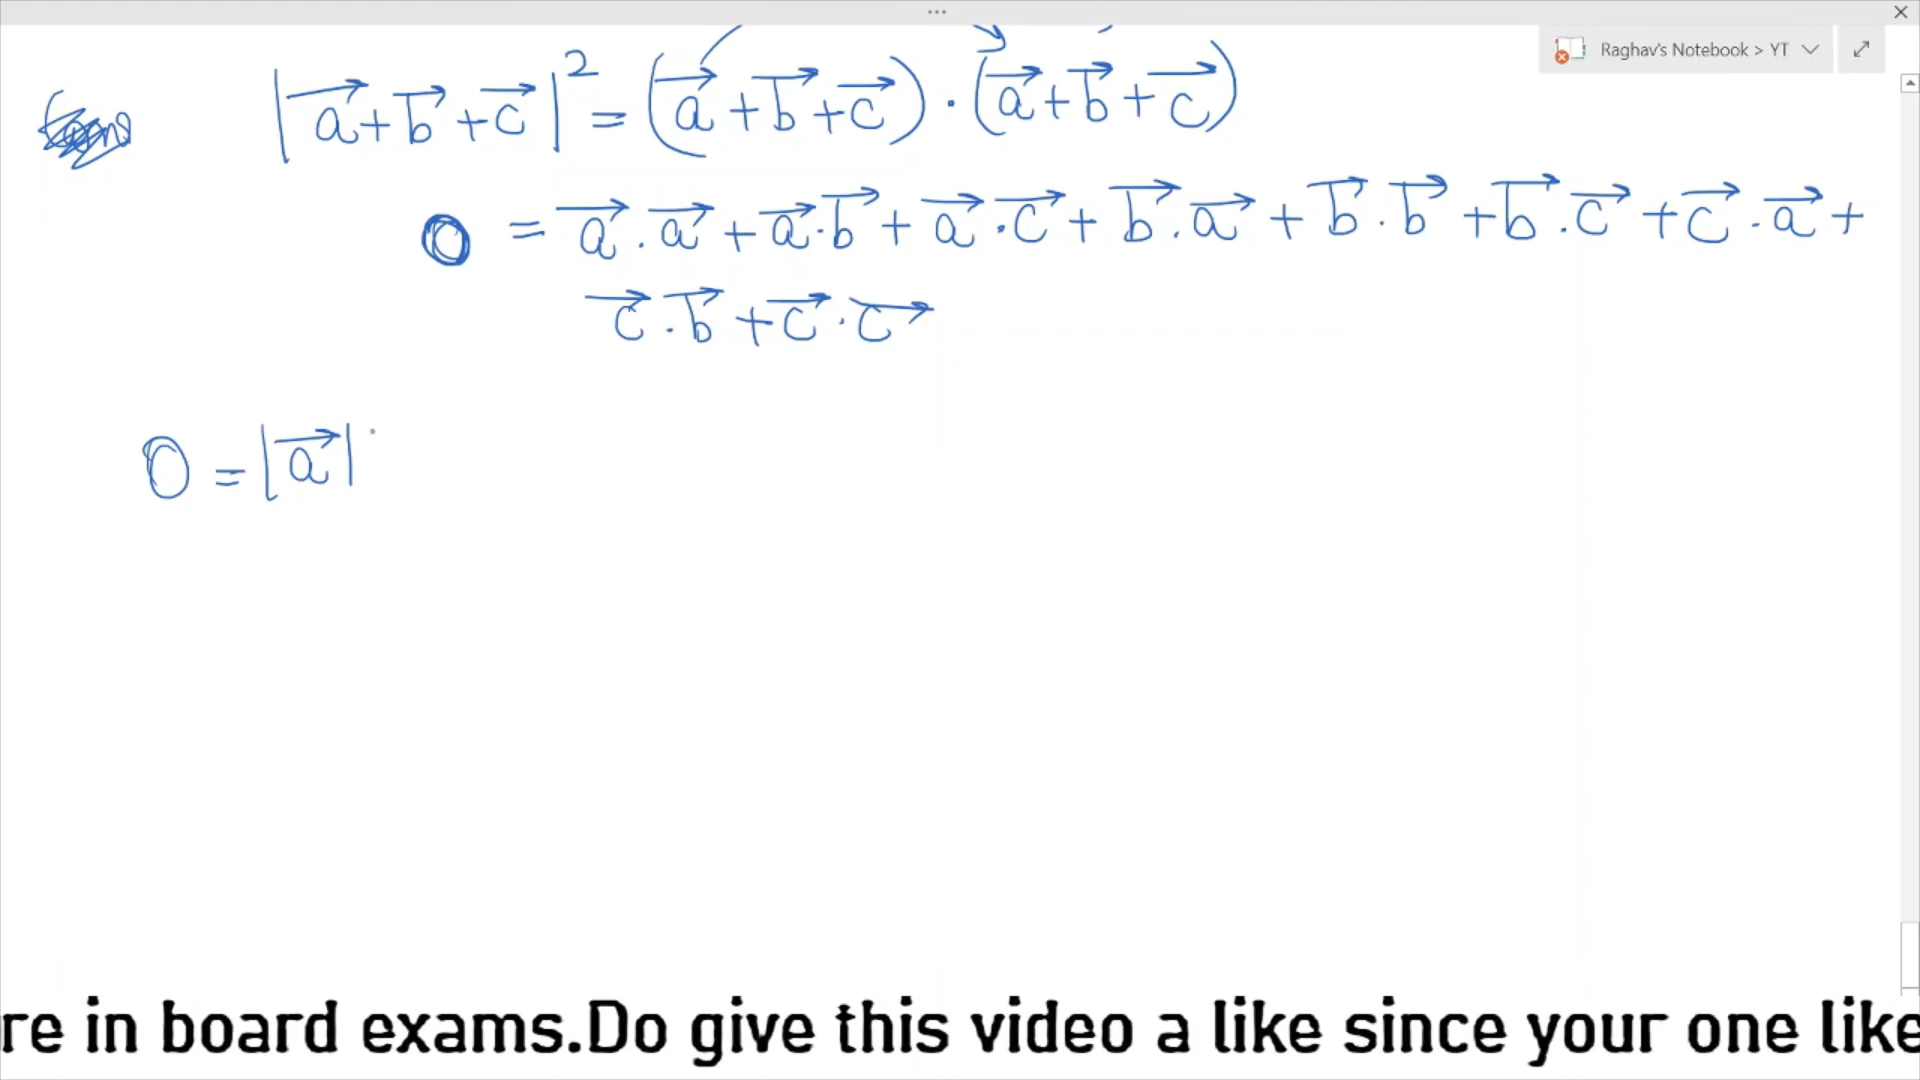 Raghav's Notebook > YT
|a⃗+b⃗+c⃗|² = (a⃗+b⃗+c⃗)·(a⃗+b⃗+c⃗)
0 = a⃗.a⃗ + a⃗.b⃗ + a⃗.c⃗ + b⃗.a⃗ + b⃗.b⃗ + b⃗.c⃗ + c⃗.a⃗ +
c⃗.b⃗ + c⃗.c⃗
0 = |a⃗|
re in board exams.Do give this video a like since your one like